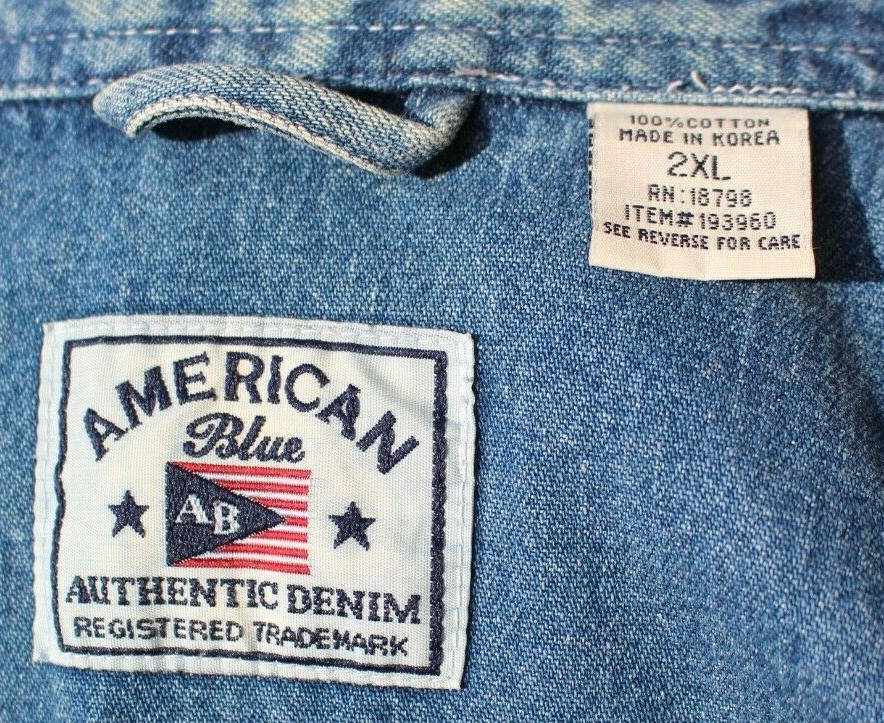 100%COTTON
MADE IN KOREA
2XL
RN:18798
ITEM#193960
SEE REVERSE FOR CARE
AMERICAN
Blue
AB
AUTHENTIC DENIM
REGISTERED TRADEMARK